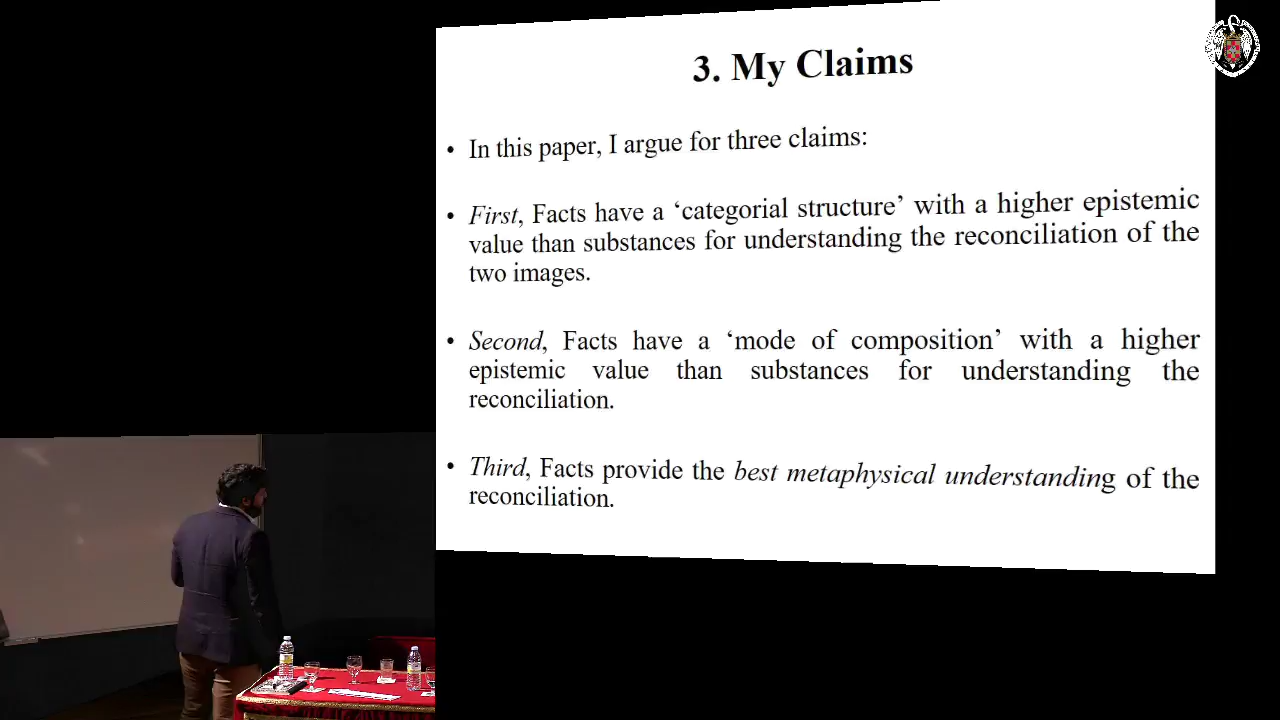 3. My Claims
• In this paper, I argue for three claims:
• First, Facts have a ‘categorial structure’ with a higher epistemic
value than substances for understanding the reconciliation of the
two images.
• Second, Facts have a ‘mode of composition’ with a higher
epistemic value than substances for understanding the
reconciliation.
• Third, Facts provide the best metaphysical understanding of the
reconciliation.